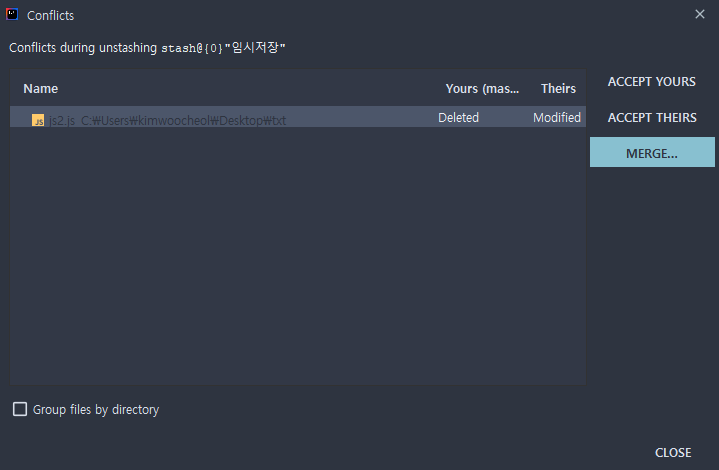 Conflicts
Conflicts during unstashing stash@{0}"임시저장"
Name Yours (mas... Theirs
js2.js C:₩Users₩kimwoocheol₩Desktop₩txt Deleted Modified
ACCEPT YOURS
ACCEPT THEIRS
MERGE...
Group files by directory
CLOSE